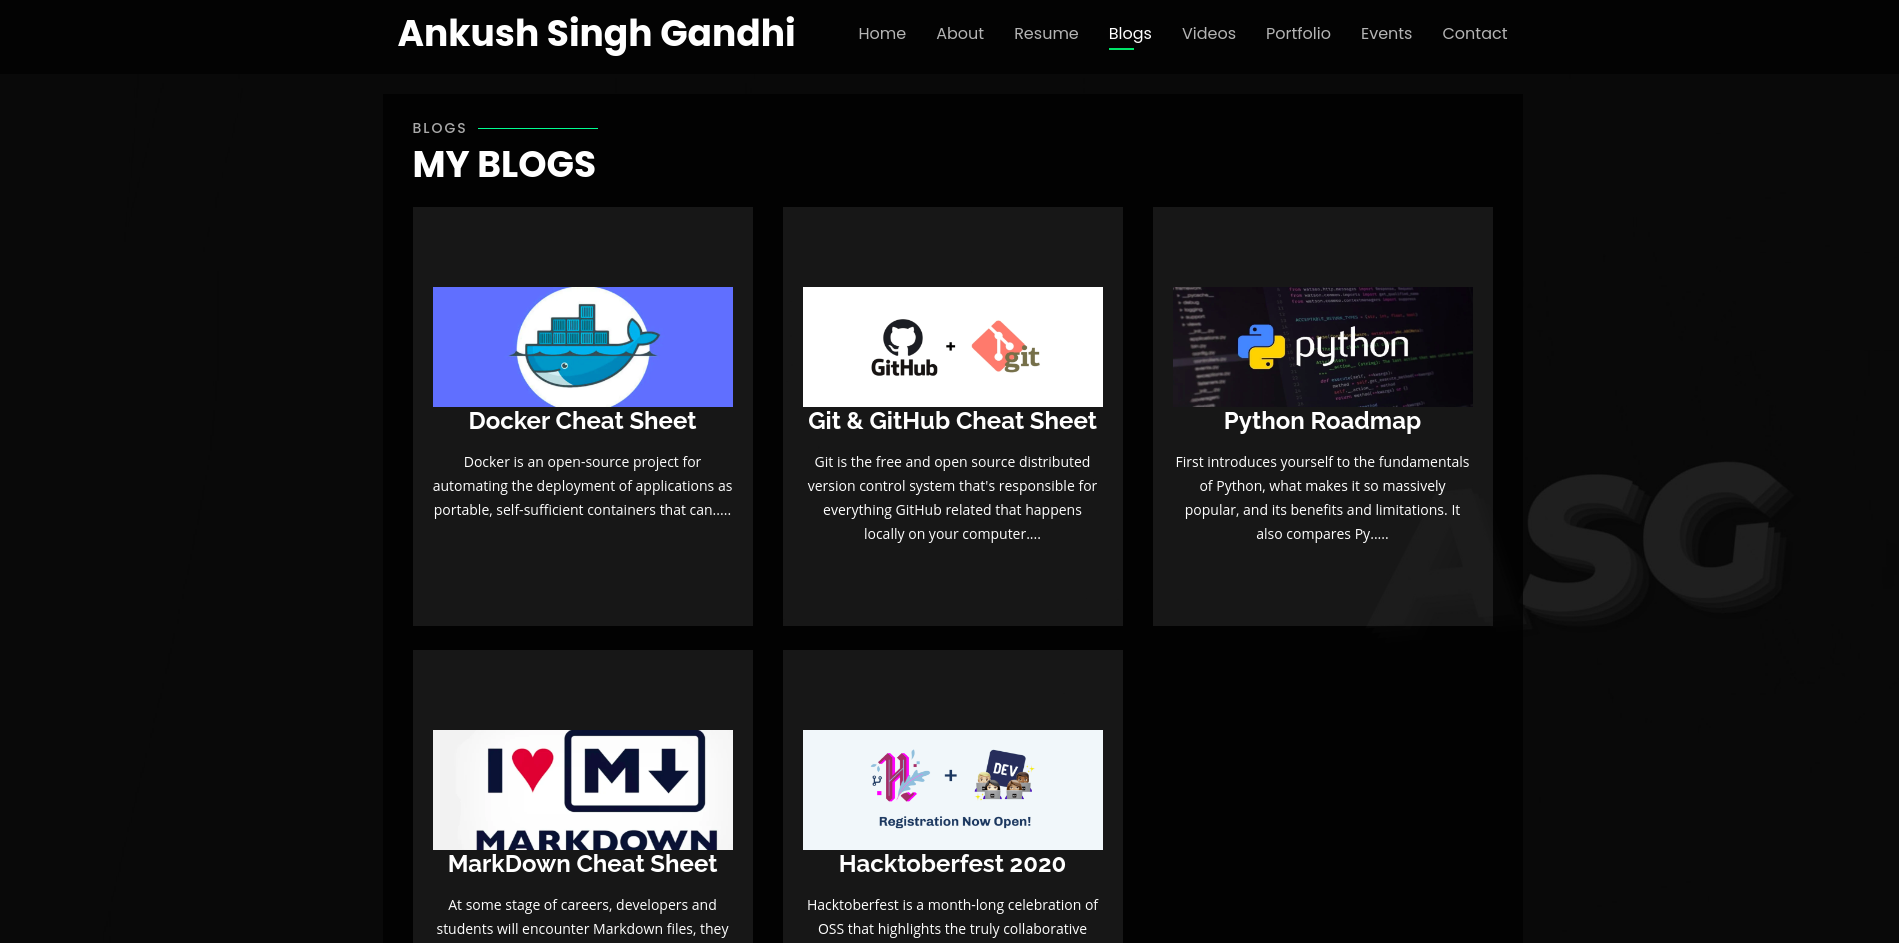 Ankush Singh Gandhi
Home About Resume Blogs Videos Portfolio Events Contact
BLOGS
MY BLOGS
GitHub + git
python
Docker Cheat Sheet
Git & GitHub Cheat Sheet
Python Roadmap
Docker is an open-source project for
automating the deployment of applications as
portable, self-sufficient containers that can.....
Git is the free and open source distributed
version control system that's responsible for
everything GitHub related that happens
locally on your computer....
First introduces yourself to the fundamentals
of Python, what makes it so massively
popular, and its benefits and limitations. It
also compares Py.....
ASG
I ♥ M
MARKDOWN
MarkDown Cheat Sheet
At some stage of careers, developers and
students will encounter Markdown files, they
+ DEV
Registration Now Open!
Hacktoberfest 2020
Hacktoberfest is a month-long celebration of
OSS that highlights the truly collaborative